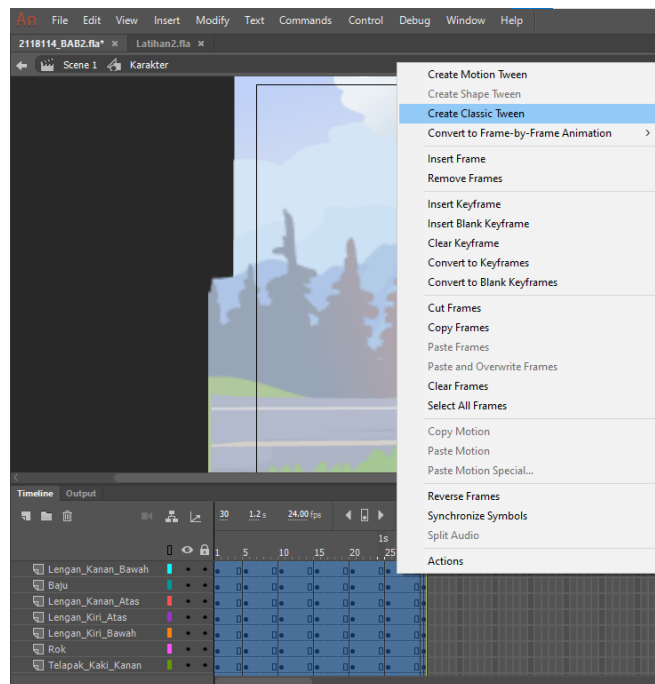 An File Edit View Insert Modify Text Commands Control Debug Window Help
2118114_BAB2.fla* × Latihan2.fla ×
Scene 1 Karakter
Create Motion Tween
Create Shape Tween
Create Classic Tween
Convert to Frame-by-Frame Animation >
Insert Frame
Remove Frames
Insert Keyframe
Insert Blank Keyframe
Clear Keyframe
Convert to Keyframes
Convert to Blank Keyframes
Cut Frames
Copy Frames
Paste Frames
Paste and Overwrite Frames
Clear Frames
Select All Frames
Copy Motion
Paste Motion
Paste Motion Special...
Reverse Frames
Synchronize Symbols
Split Audio
Actions
Timeline Output
30 1.2 s 24.00 fps
1s
1 5 10 15 20 25
Lengan_Kanan_Bawah
Baju
Lengan_Kanan_Atas
Lengan_Kiri_Atas
Lengan_Kiri_Bawah
Rok
Telapak_Kaki_Kanan